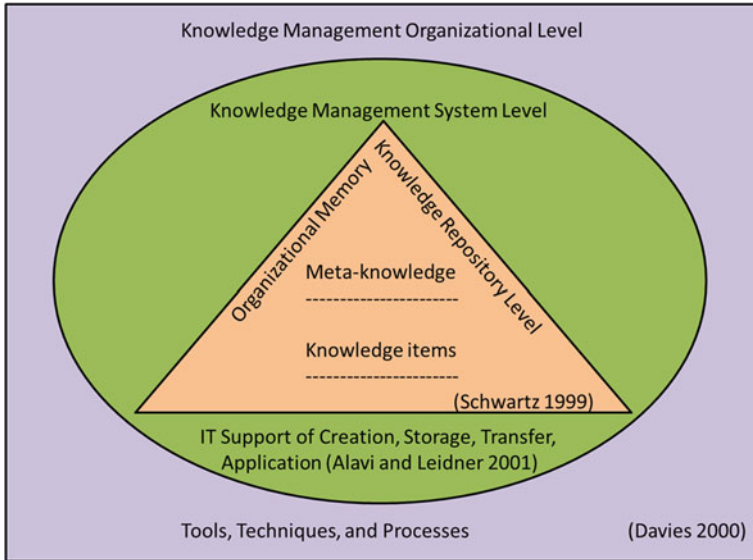 Knowledge Management Organizational Level
Knowledge Management System Level
Organizational Memory
Knowledge Repository Level
Meta-knowledge
-----------------------
Knowledge items
-----------------------
(Schwartz 1999)
IT Support of Creation, Storage, Transfer,
Application (Alavi and Leidner 2001)
Tools, Techniques, and Processes
(Davies 2000)